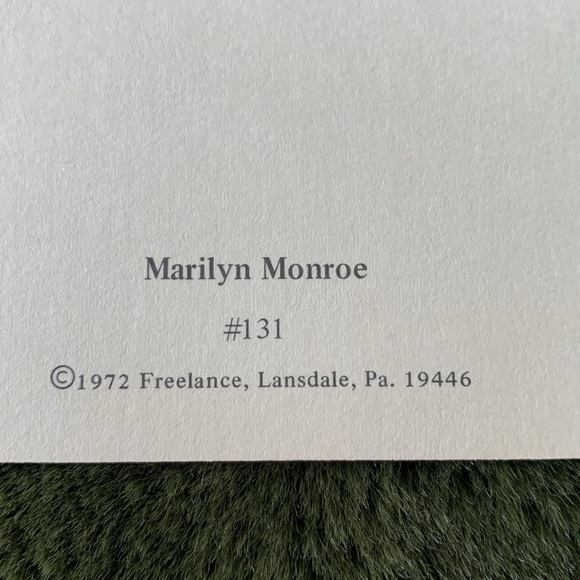 Marilyn Monroe
#131
©1972 Freelance, Lansdale, Pa. 19446